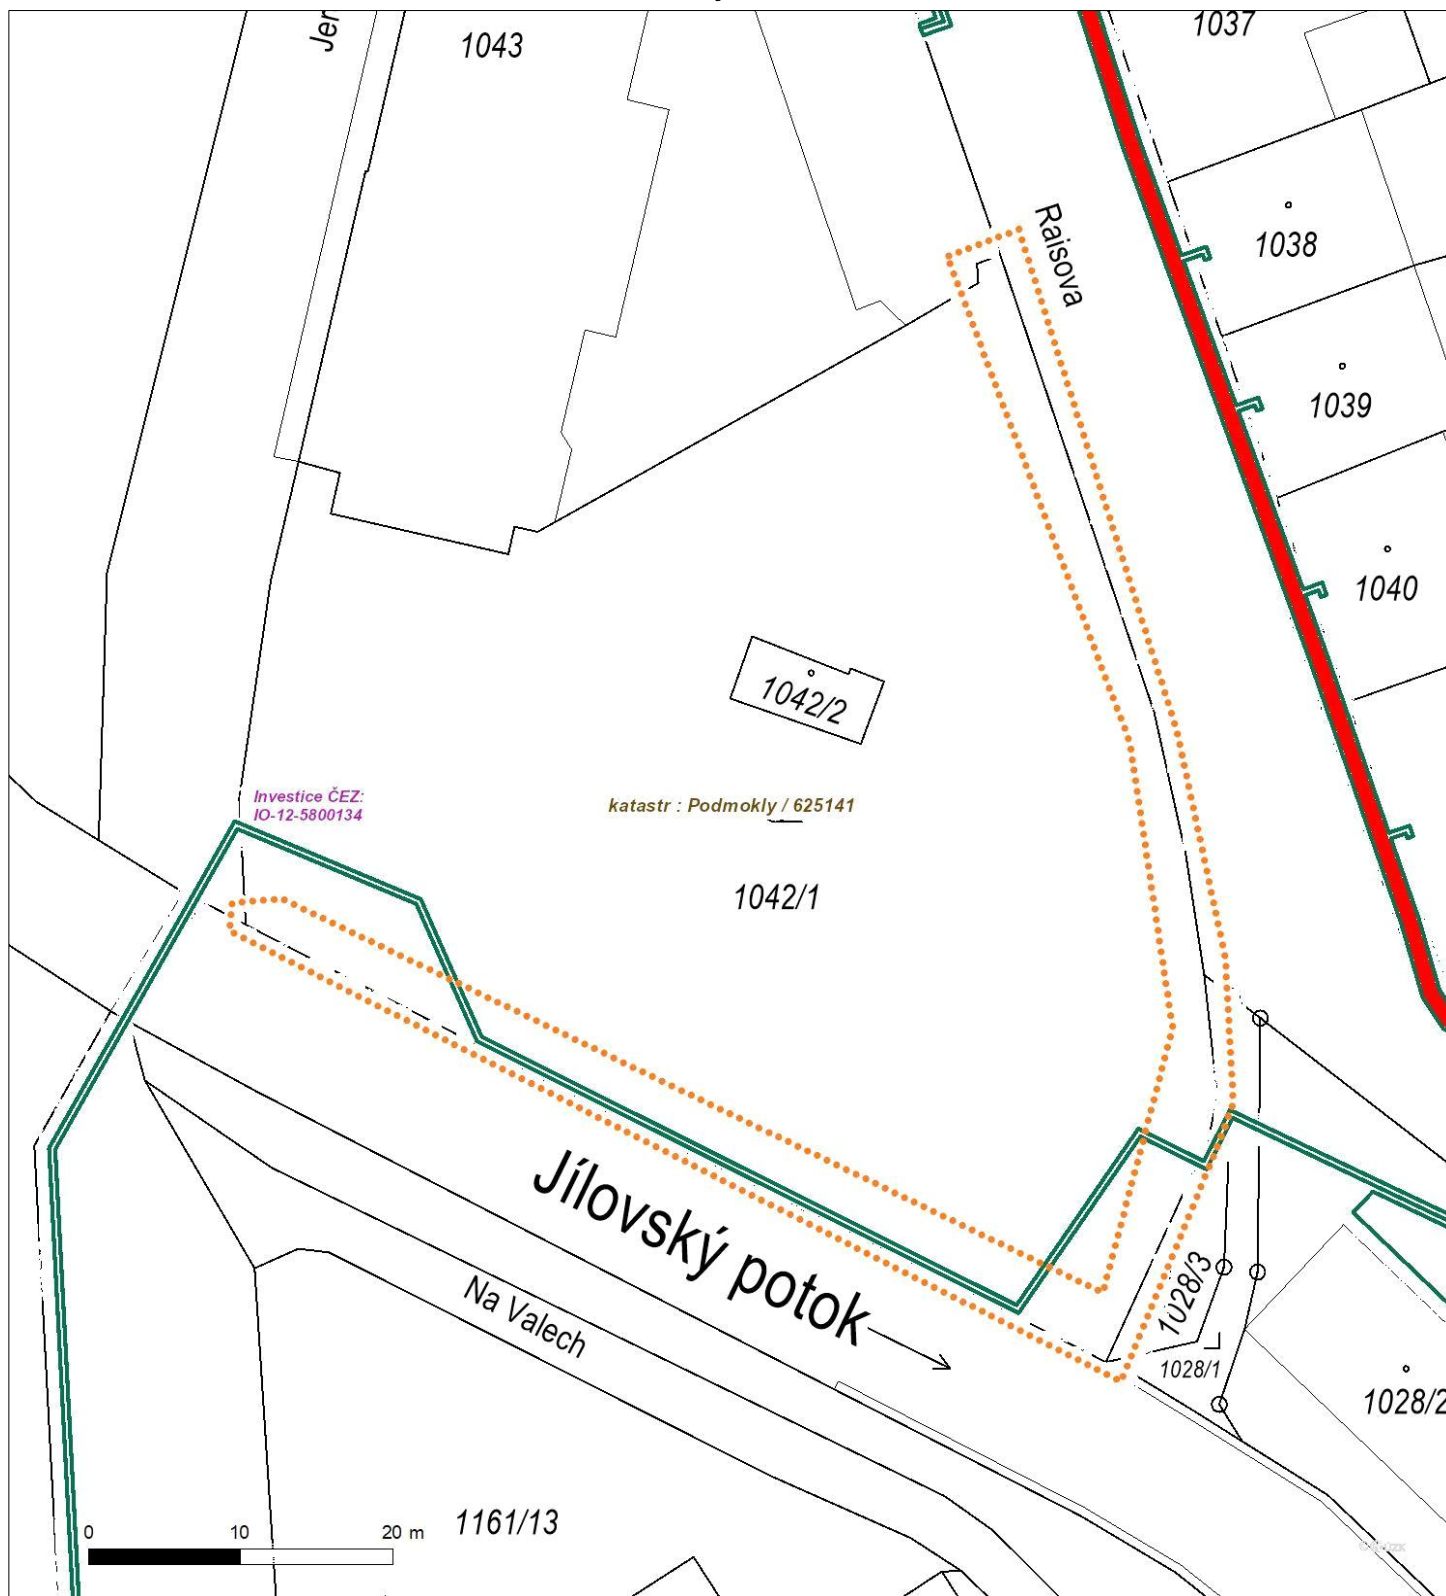 Jer
1043
1037
Raisova
1038
1039
1040
1042/2
Investice ČEZ:
IO-12-5800134
katastr : Podmokly / 625141
1042/1
Jílovský potok
Na Valech
1028/3
1028/1
1028/2
1161/13
0 10 20 m